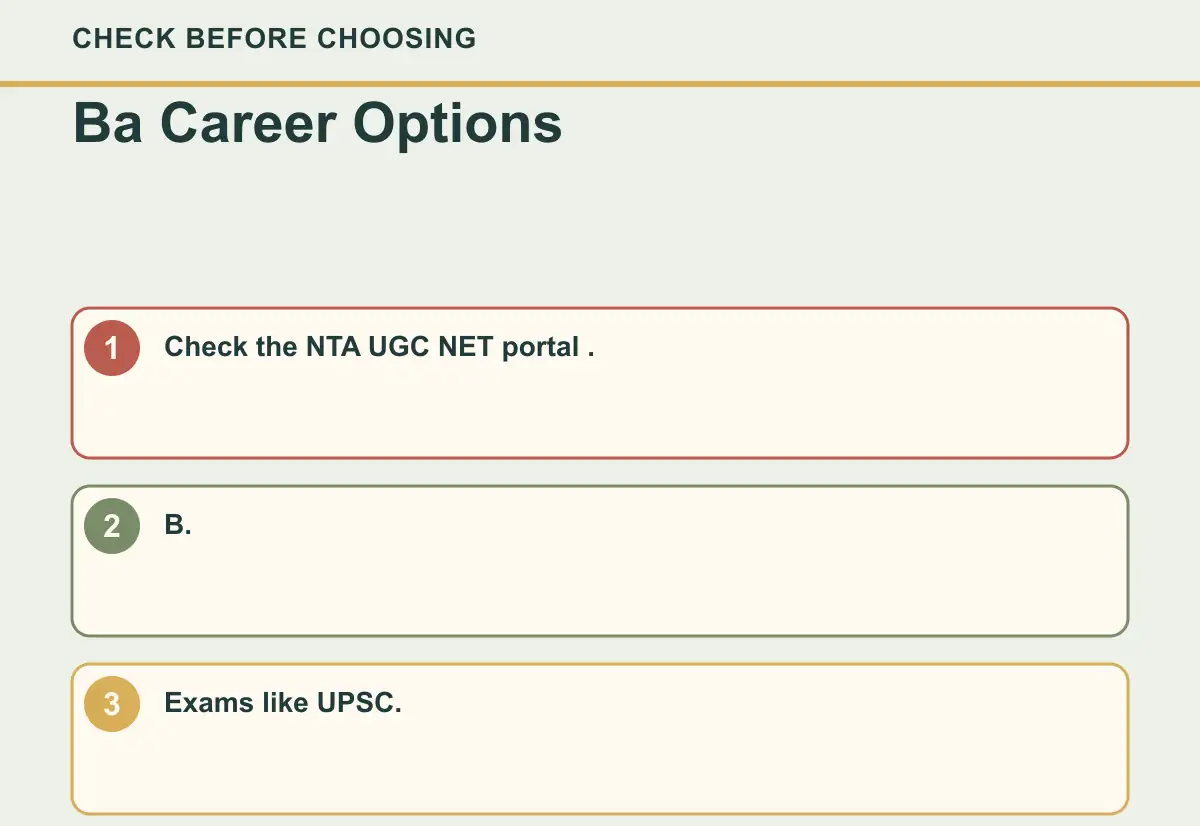 CHECK BEFORE CHOOSING
Ba Career Options
1 Check the NTA UGC NET portal .
2 B.
3 Exams like UPSC.